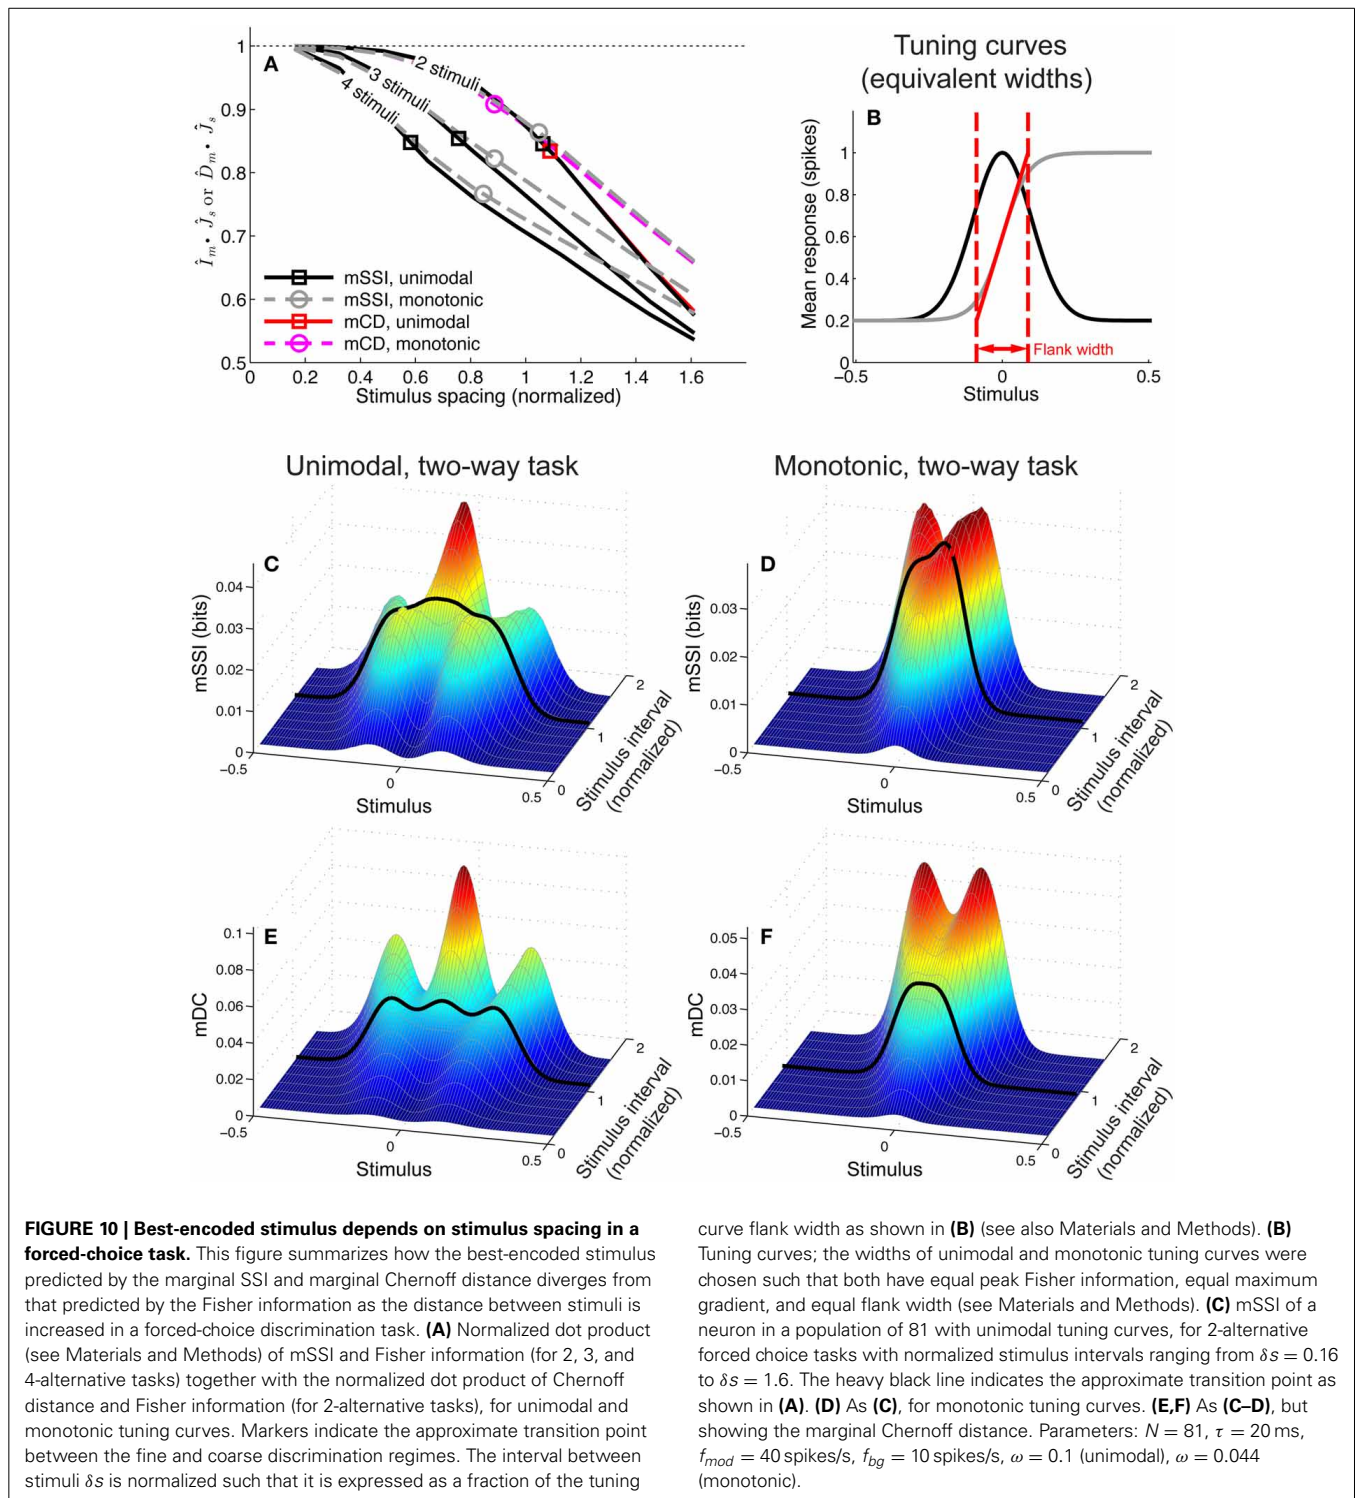 A
1
0.9
0.8
0.7
0.6
0.5
0
0.2
0.4
0.6
0.8
1
1.2
1.4
1.6
Stimulus spacing (normalized)
Î_m • Ĵ_s or D̂_m • Ĵ_s
2 stimuli
3 stimuli
4 stimuli
mSSI, unimodal
mSSI, monotonic
mCD, unimodal
mCD, monotonic
Tuning curves
(equivalent widths)
B
Mean response (spikes)
1
0.8
0.6
0.4
0.2
0
Flank width
−0.5
0
0.5
Stimulus
Unimodal, two-way task
C
mSSI (bits)
0.04
0.03
0.02
0.01
0
−0.5
0
0.5
Stimulus
0
1
2
Stimulus interval
(normalized)
Monotonic, two-way task
D
mSSI (bits)
0.03
0.02
0.01
0
−0.5
0
0.5
Stimulus
0
1
2
Stimulus interval
(normalized)
E
mDC
0.1
0.08
0.06
0.04
0.02
0
−0.5
0
0.5
Stimulus
0
1
2
Stimulus interval
(normalized)
F
mDC
0.05
0.04
0.03
0.02
0.01
0
−0.5
0
0.5
Stimulus
0
1
2
Stimulus interval
(normalized)
FIGURE 10 | Best-encoded stimulus depends on stimulus spacing in a
forced-choice task. This figure summarizes how the best-encoded stimulus
predicted by the marginal SSI and marginal Chernoff distance diverges from
that predicted by the Fisher information as the distance between stimuli is
increased in a forced-choice discrimination task. (A) Normalized dot product
(see Materials and Methods) of mSSI and Fisher information (for 2, 3, and
4-alternative tasks) together with the normalized dot product of Chernoff
distance and Fisher information (for 2-alternative tasks), for unimodal and
monotonic tuning curves. Markers indicate the approximate transition point
between the fine and coarse discrimination regimes. The interval between
stimuli δs is normalized such that it is expressed as a fraction of the tuning
curve flank width as shown in (B) (see also Materials and Methods). (B)
Tuning curves; the widths of unimodal and monotonic tuning curves were
chosen such that both have equal peak Fisher information, equal maximum
gradient, and equal flank width (see Materials and Methods). (C) mSSI of a
neuron in a population of 81 with unimodal tuning curves, for 2-alternative
forced choice tasks with normalized stimulus intervals ranging from δs = 0.16
to δs = 1.6. The heavy black line indicates the approximate transition point as
shown in (A). (D) As (C), for monotonic tuning curves. (E,F) As (C–D), but
showing the marginal Chernoff distance. Parameters: N = 81, τ = 20 ms,
f_mod = 40 spikes/s, f_bg = 10 spikes/s, ω = 0.1 (unimodal), ω = 0.044
(monotonic).